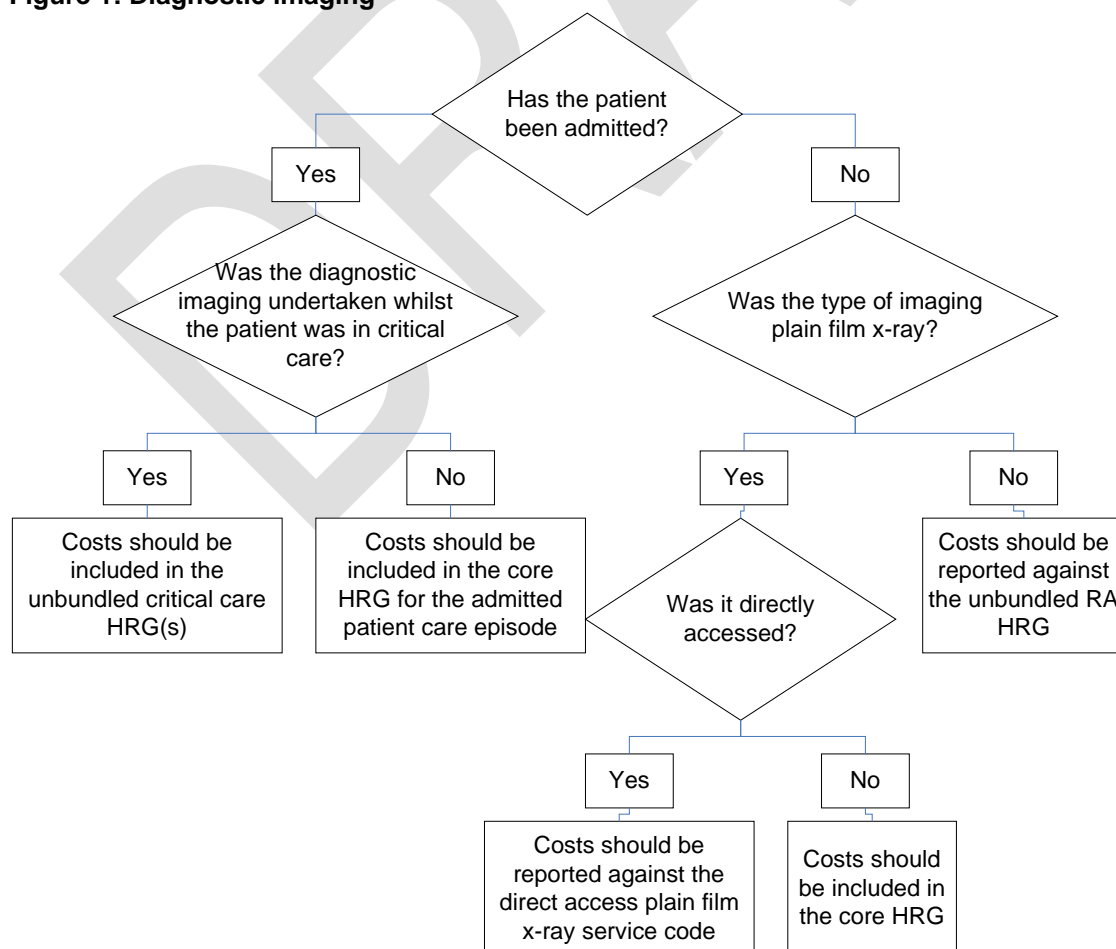 Figure 1: Diagnostic imaging
Has the patient
been admitted?
Yes
No
Was the diagnostic
imaging undertaken whilst
the patient was in critical
care?
Was the type of imaging
plain film x-ray?
Yes
No
Yes
No
Costs should be
included in the
unbundled critical care
HRG(s)
Costs should be
included in the core
HRG for the admitted
patient care episode
Was it directly
accessed?
Costs should be
reported against
the unbundled RA
HRG
Yes
No
Costs should be
reported against the
direct access plain film
x-ray service code
Costs should
be included in
the core HRG